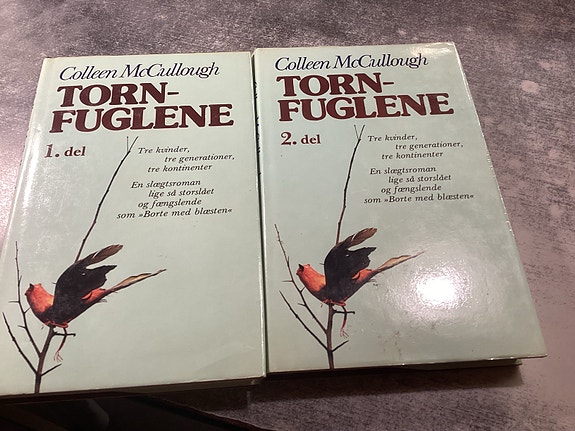 Colleen McCullough
TORN-
FUGLENE
1. del
Tre kvinder,
tre generationer,
tre kontinenter
En slægtsroman
lige så storslået
og fængslende
som »Borte med blæsten«
Colleen McCullough
TORN-
FUGLENE
2. del
Tre kvinder,
tre generationer,
tre kontinenter
En slægtsroman
lige så storslået
og fængslende
som »Borte med blæsten«